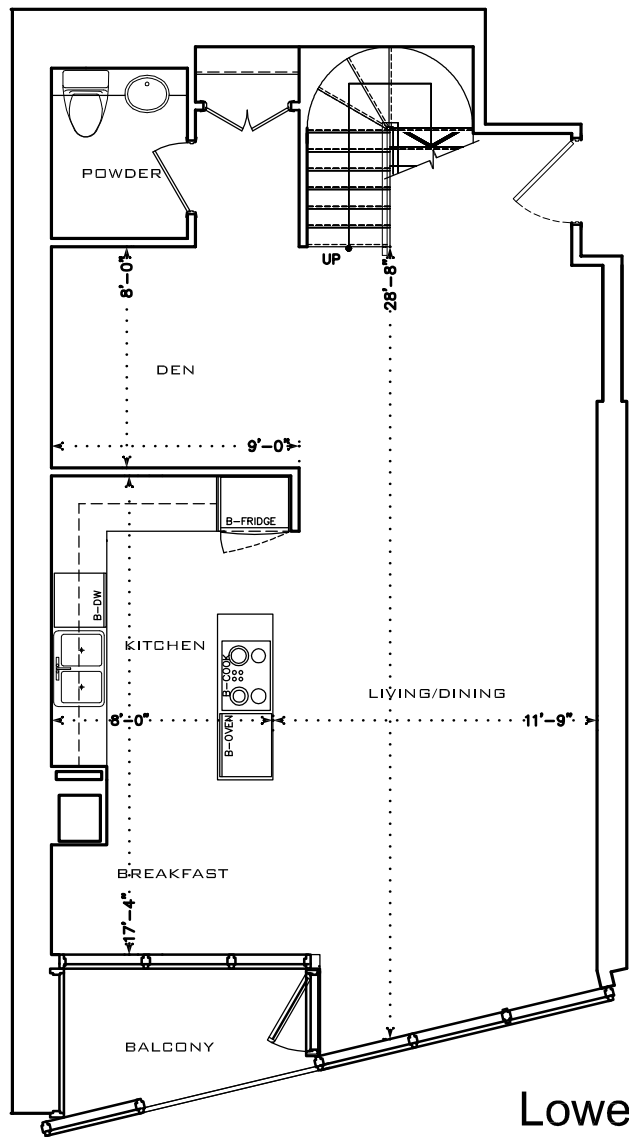 POWDER
UP
8'-0"
28'-8"
DEN
9'-0"
B-FRIDGE
B-DW
KITCHEN
B-COOK
LIVING/DINING
8'-0"
B-OVEN
11'-9"
BREAKFAST
17'-4"
BALCONY
Lowe